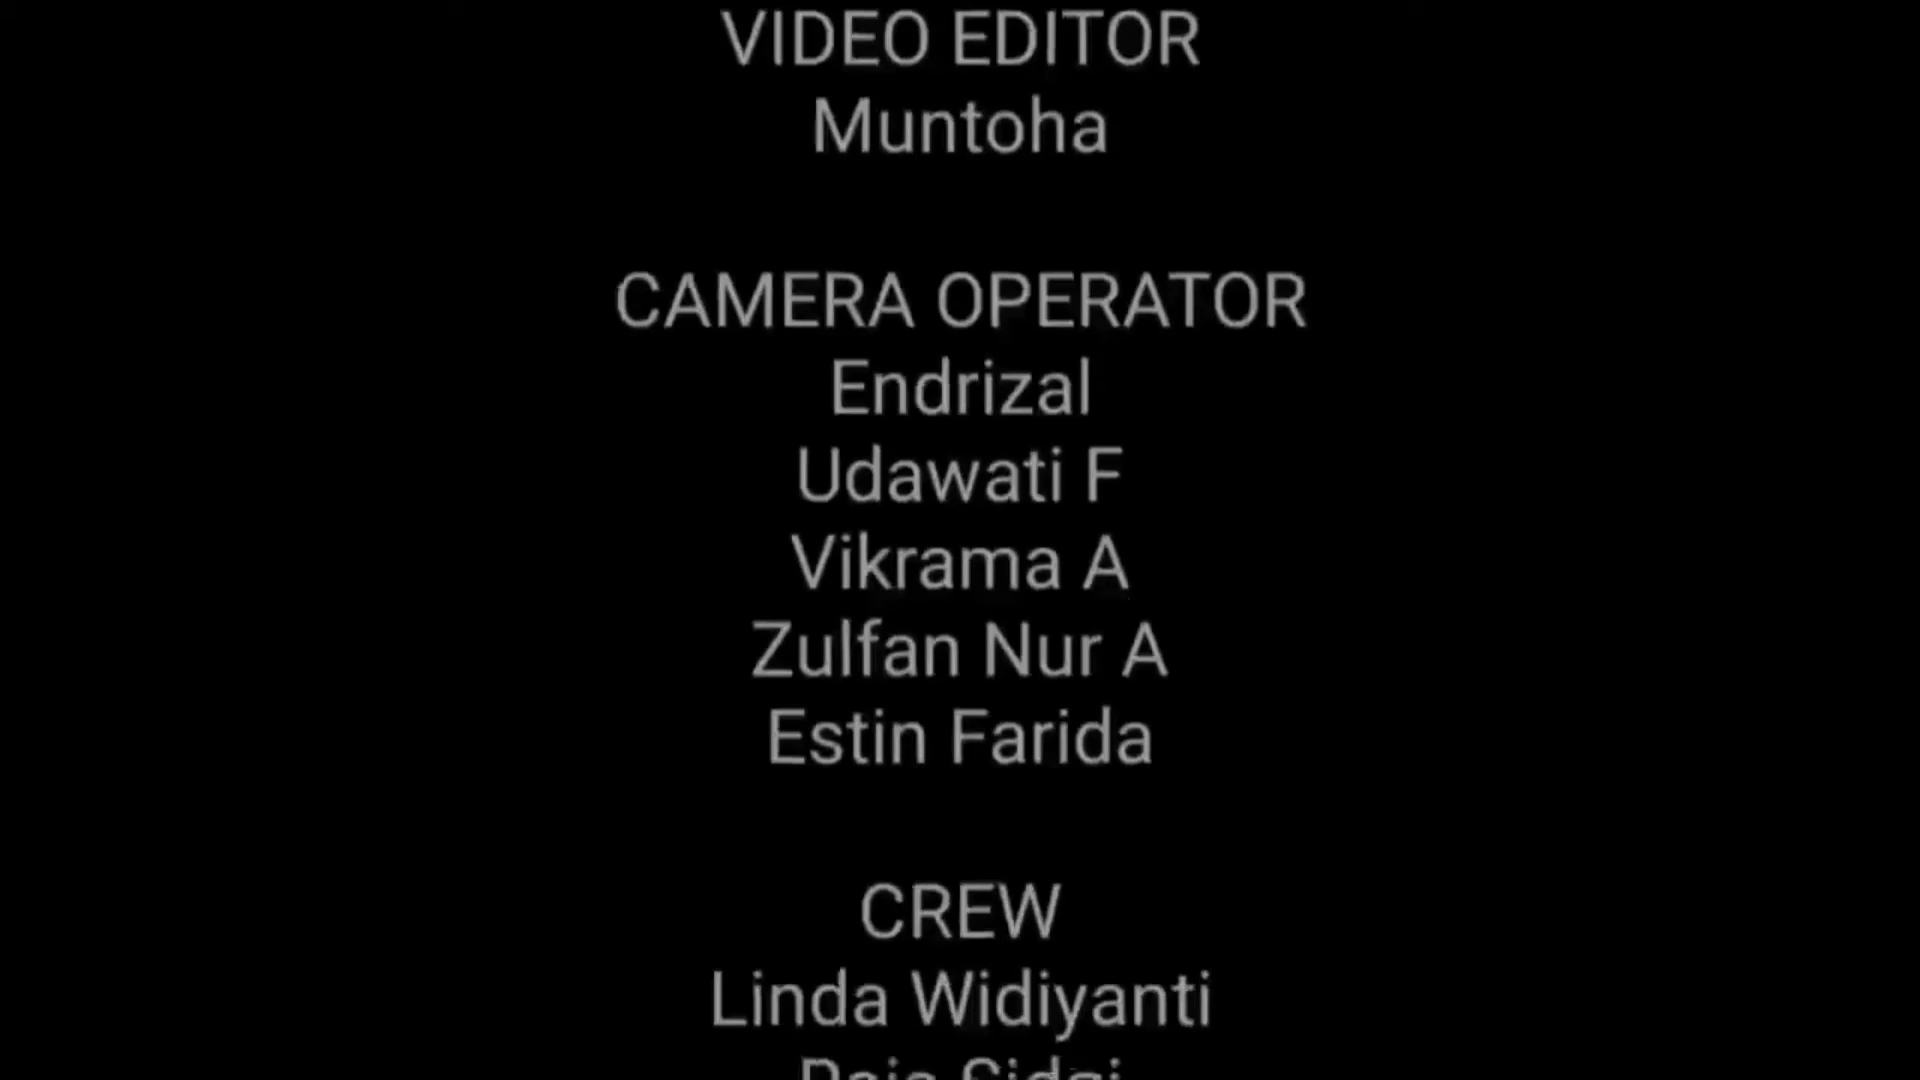 VIDEO EDITOR
Muntoha
CAMERA OPERATOR
Endrizal
Udawati F
Vikrama A
Zulfan Nur A
Estin Farida
CREW
Linda Widiyanti